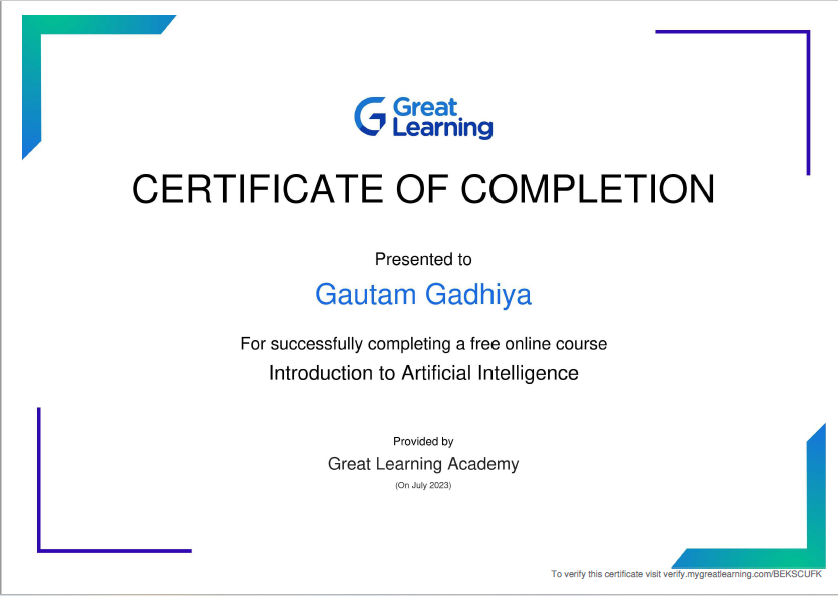 Great
Learning
CERTIFICATE OF COMPLETION
Presented to
Gautam Gadhiya
For successfully completing a free online course
Introduction to Artificial Intelligence
Provided by
Great Learning Academy
(On July 2023)
To verify this certificate visit verify.mygreatlearning.com/BEKSCUFK